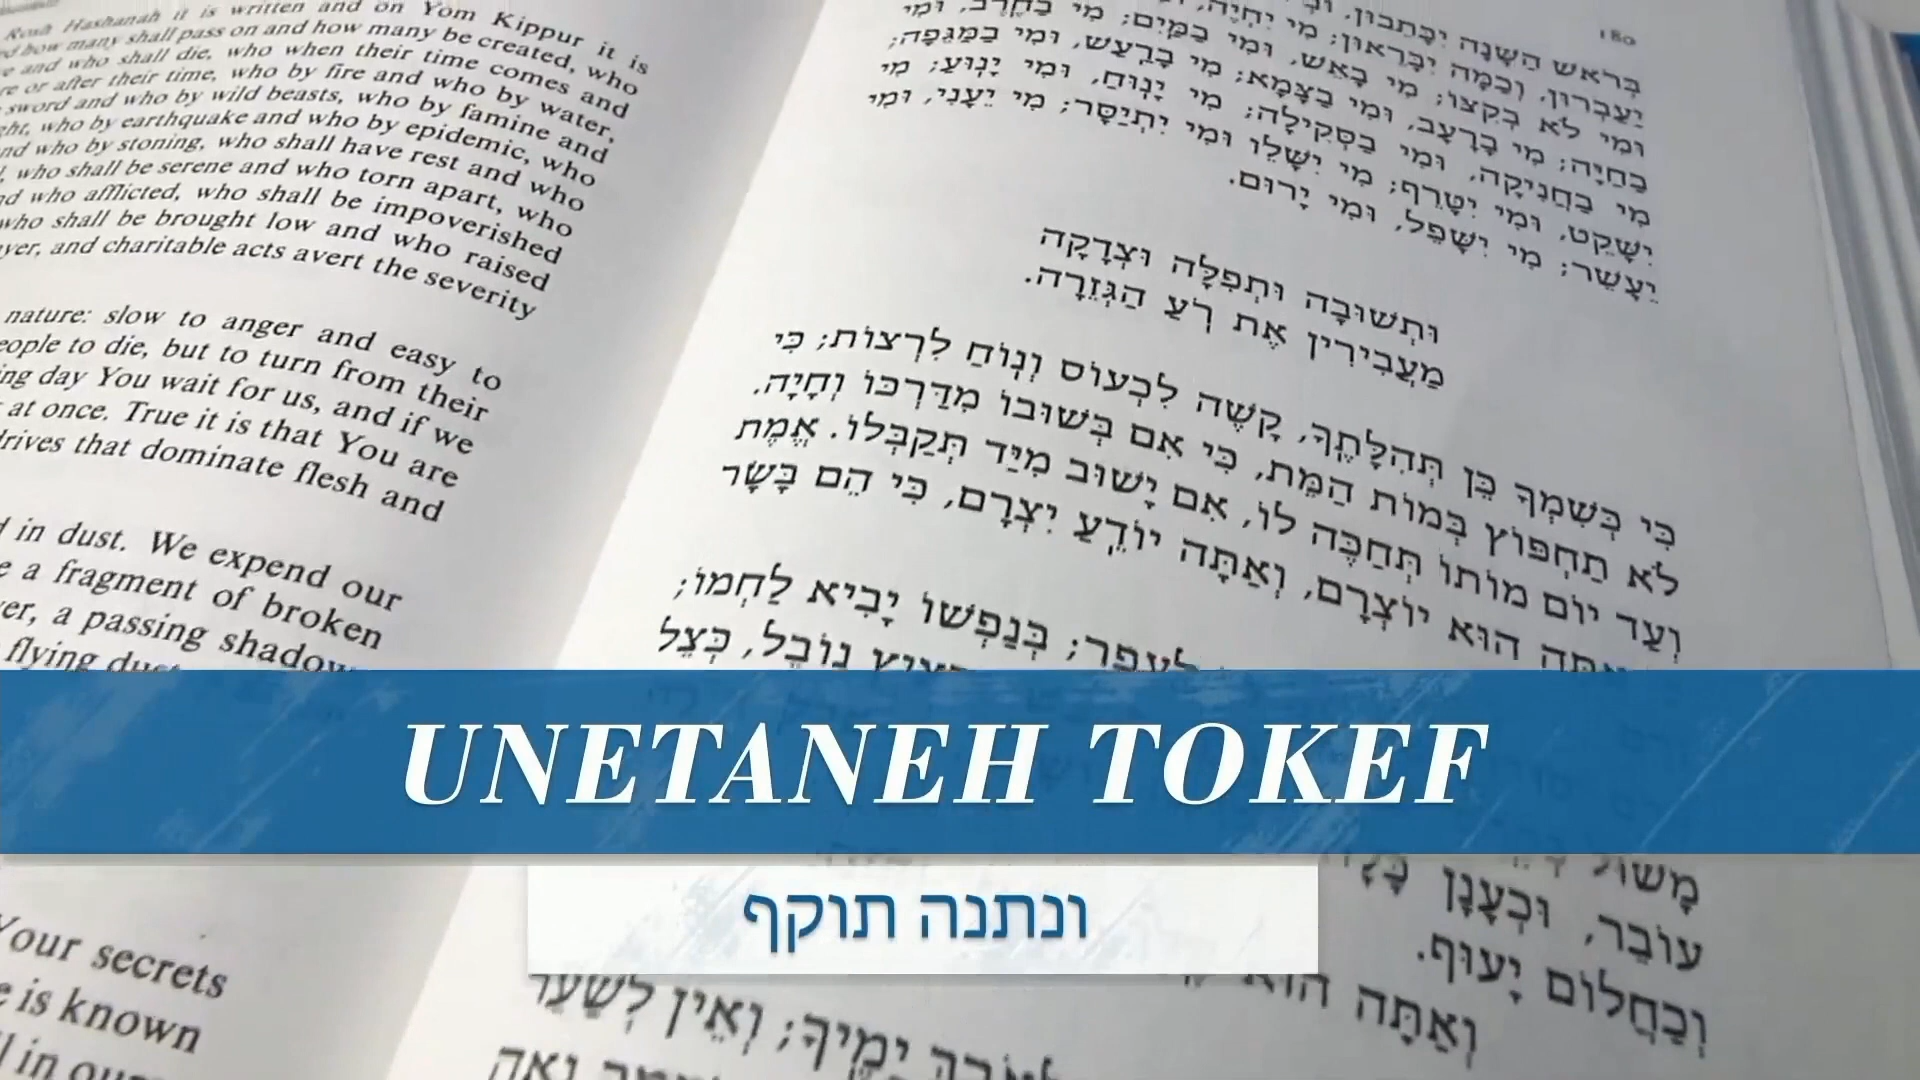 Rosh Hashanah it is written and on Yom Kippur it is
how many shall pass on and how many be created, who
and who shall die, who when their time comes and
or after their time, who by fire and who by water,
sword and who by wild beasts, who by famine and
who by earthquake and who by epidemic, who
and who by stoning, who shall have rest and who
who shall be serene and who torn apart, who
who afflicted, who shall be impoverished
who shall be brought low and who raised
and charitable acts avert the severity
nature: slow to anger and easy to
to die, but to turn from their
day You wait for us, and if we
at once. True it is that You are
drives that dominate flesh and
in dust. We expend our
a fragment of broken
a passing shadow
flying dust
Your secrets
is known
in our
180
בְּרֹאשׁ הַשָּׁנָה יִכָּתֵבוּן,
יַעַבְרוּן, וְכַמָּה יִבָּרֵאוּן; מִי יִחְיֶה,
וּמִי לֹא בְקִצּוֹ; מִי בָאֵשׁ, וּמִי בַמַּיִם; מִי בַחֶרֶב, וּמִי
בַחַיָּה; מִי בָרָעָב, וּמִי בַצָּמָא; מִי בָרַעַשׁ, וּמִי בַמַּגֵּפָה;
מִי בַחֲנִיקָה, וּמִי בַסְּקִילָה; מִי יָנוּחַ, וּמִי יָנוּעַ; מִי
יִשָּׁקֵט, וּמִי יִטָּרֵף; מִי יִשָּׁלֵו וּמִי יִתְיַסָּר; מִי יֵעָנִי, וּמִי
יֵעָשֵׁר; מִי יִשָּׁפֵל, וּמִי יָרוּם.
וּתְשׁוּבָה וּתְפִלָּה וּצְדָקָה
מַעֲבִירִין אֶת רֹעַ הַגְּזֵרָה.
כִּי כְּשִׁמְךָ כֵּן תְּהִלָּתֶךָ, קָשֶׁה לִכְעוֹס וְנוֹחַ לִרְצוֹת; כִּי
לֹא תַחְפּוֹץ בְּמוֹת הַמֵּת, כִּי אִם בְּשׁוּבוֹ מִדַּרְכּוֹ וְחָיָה.
וְעַד יוֹם מוֹתוֹ תְּחַכֶּה לוֹ, אִם יָשׁוּב מִיַּד תְּקַבְּלוֹ. אֱמֶת
אַתָּה הוּא יוֹצְרָם, וְאַתָּה יוֹדֵעַ יִצְרָם, כִּי הֵם בָּשָׂר
לְעָפָר; בְּנַפְשׁוֹ יָבִיא לַחְמוֹ;
נוֹבֵל, כְּצֵל
UNETANEH TOKEF
ונתנה תוקף
מָשׁוּל
עוֹבֵר, וּכְעָנָן
וְכַחֲלוֹם יָעוּף.
וְאַתָּה הוּא
יָמֶיךָ; וְאֵין לְשַׁעֵר